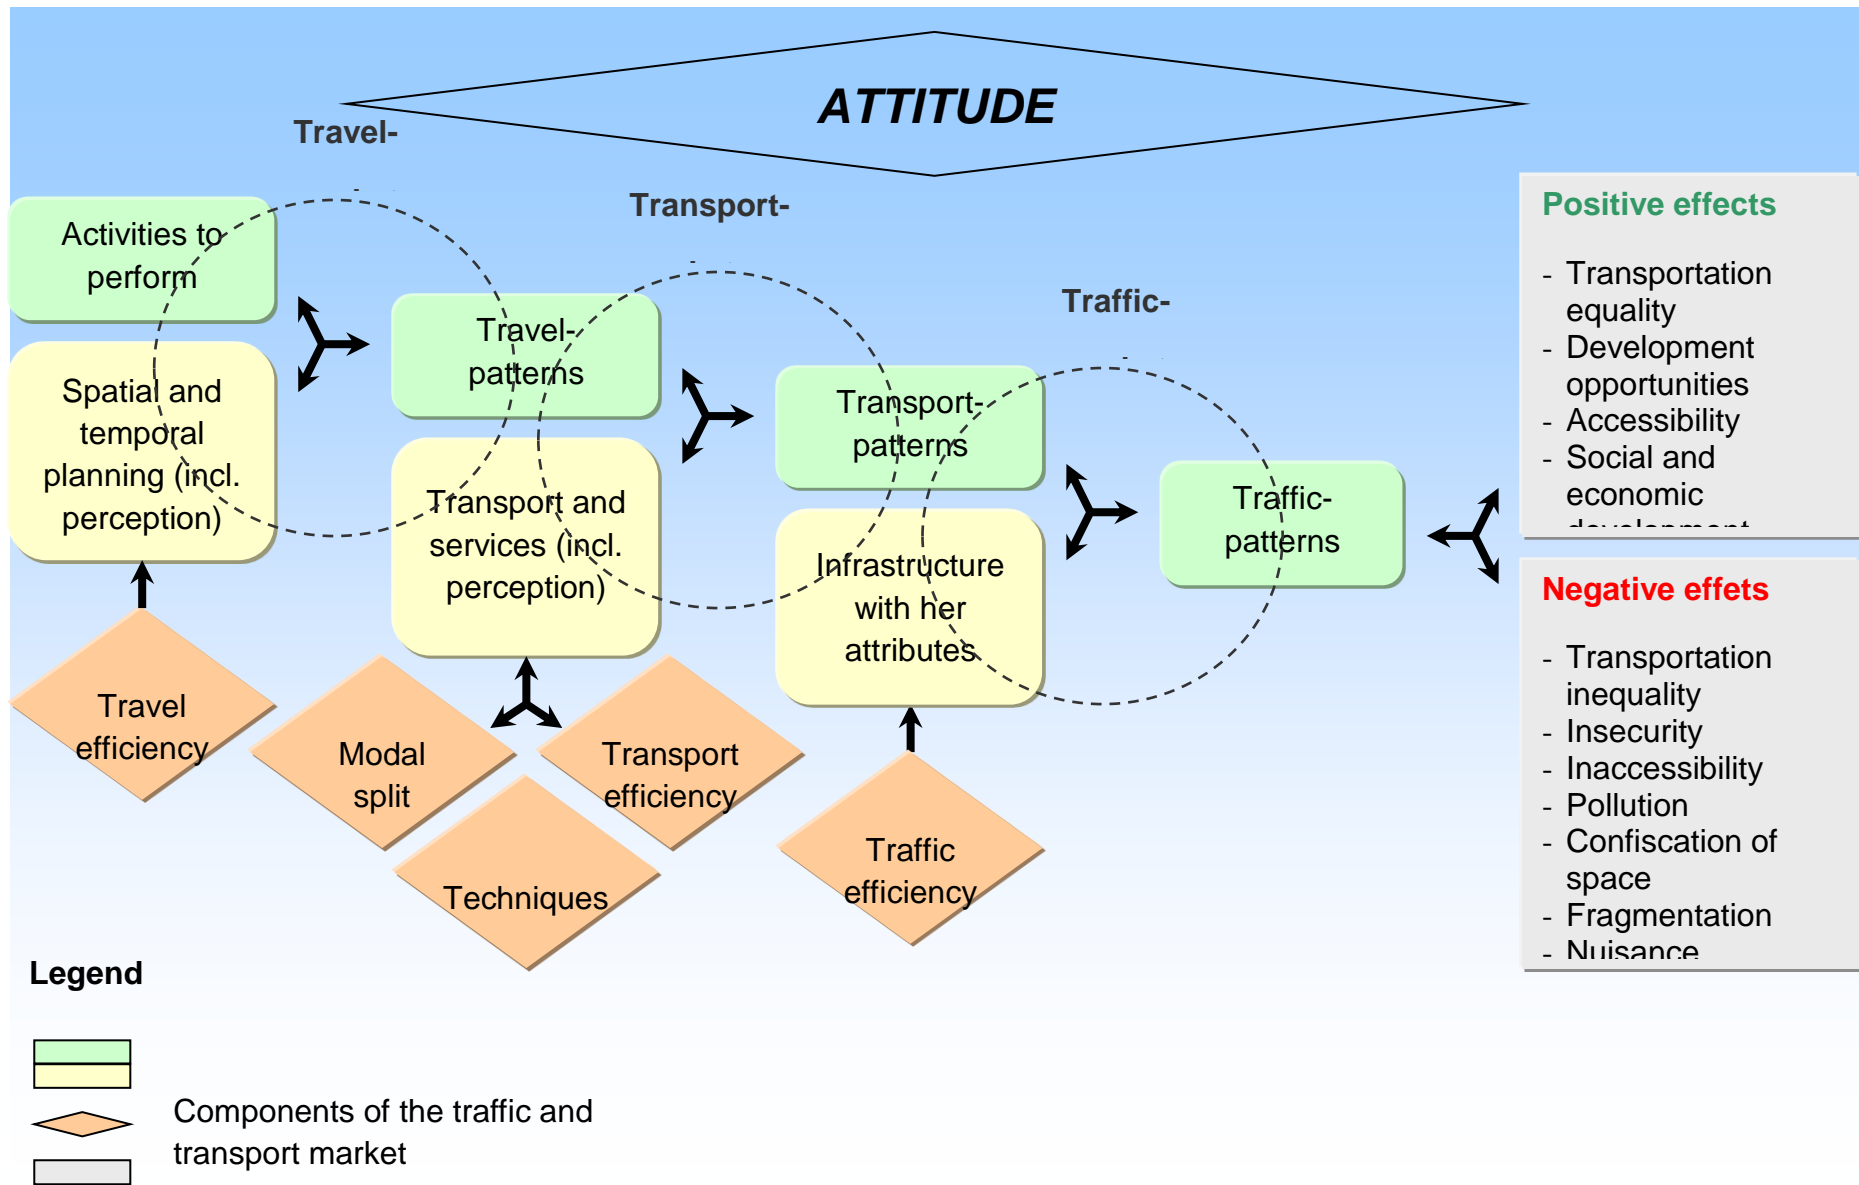 ATTITUDE
Travel-
Transport-
Traffic-
Activities to
perform
Spatial and
temporal
planning (incl.
perception)
Travel-
patterns
Transport and
services (incl.
perception)
Transport-
patterns
Infrastructure
with her
attributes
Traffic-
patterns
Travel
efficiency
Modal
split
Transport
efficiency
Techniques
Traffic
efficiency
Positive effects
- Transportation
equality
- Development
opportunities
- Accessibility
- Social and
economic
development
Negative effets
- Transportation
inequality
- Insecurity
- Inaccessibility
- Pollution
- Confiscation of
space
- Fragmentation
- Nuisance
Legend
Components of the traffic and
transport market